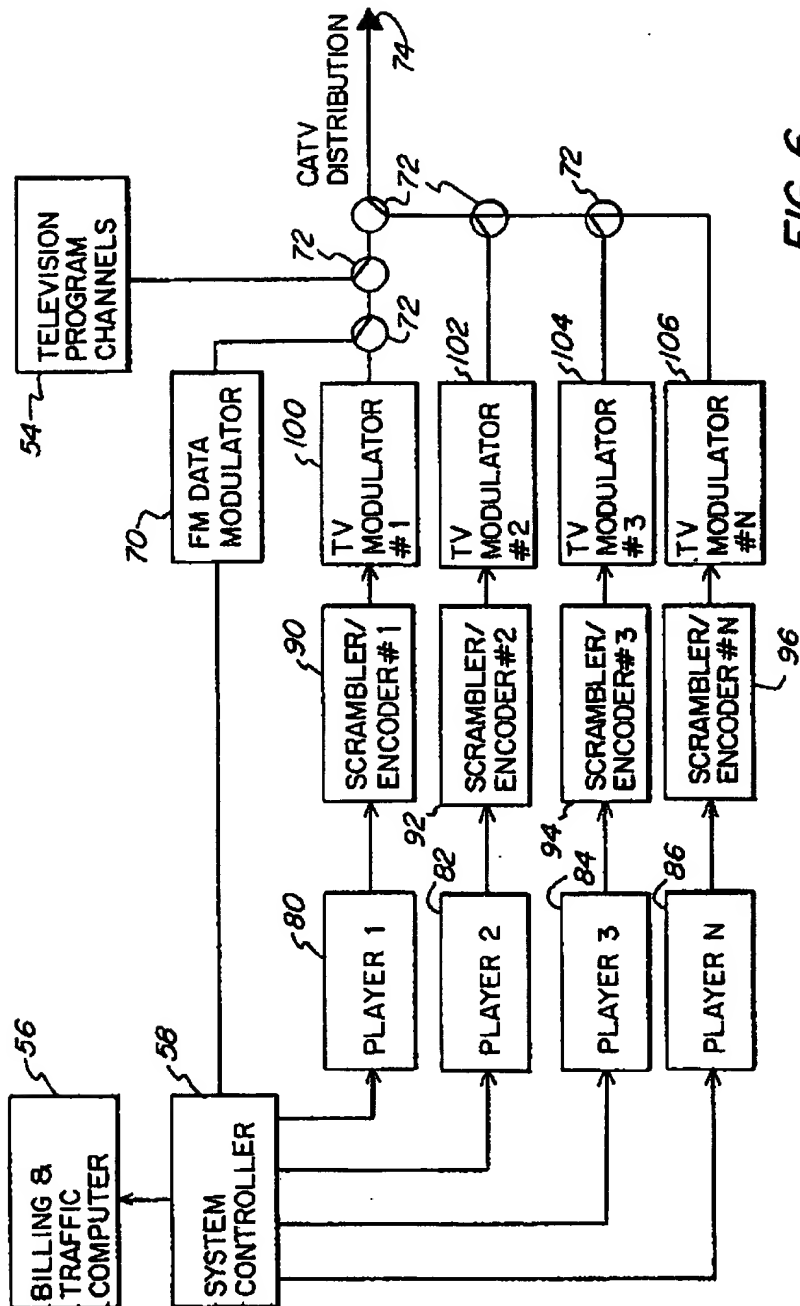 54
TELEVISION
PROGRAM
CHANNELS
56
BILLING &
TRAFFIC
COMPUTER
58
SYSTEM
CONTROLLER
70
FM DATA
MODULATOR
72
72
72
72
CATV
DISTRIBUTION
74
80
PLAYER 1
90
SCRAMBLER/
ENCODER #1
100
TV
MODULATOR
#1
82
PLAYER 2
92
SCRAMBLER/
ENCODER #2
102
TV
MODULATOR
#2
84
PLAYER 3
94
SCRAMBLER/
ENCODER #3
104
TV
MODULATOR
#3
86
PLAYER N
96
SCRAMBLER/
ENCODER #N
106
TV
MODULATOR
#N
FIG. 6